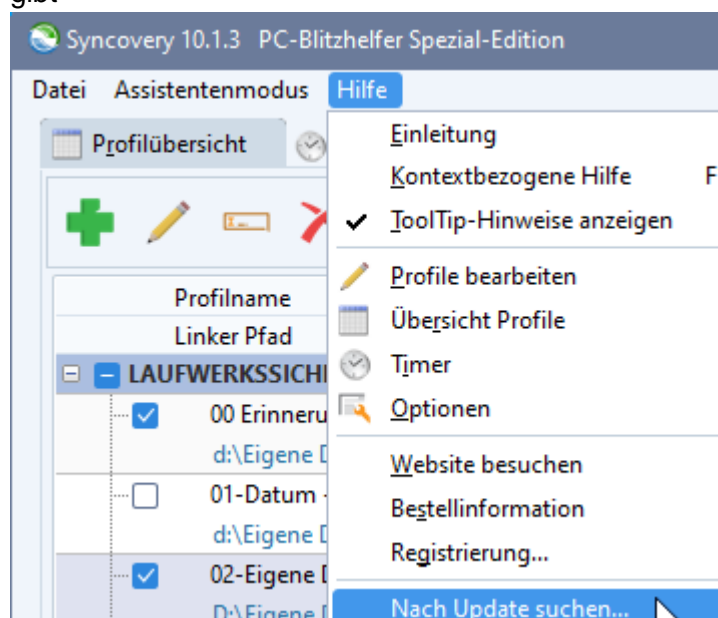 gibt
Syncovery 10.1.3 PC-Blitzhelfer Spezial-Edition
Datei Assistentenmodus Hilfe
Profilübersicht
Einleitung
Kontextbezogene Hilfe F
ToolTip-Hinweise anzeigen
Profile bearbeiten
Übersicht Profile
Timer
Optionen
Website besuchen
Bestellinformation
Registrierung...
Nach Update suchen...
Profilname
Linker Pfad
LAUFWERKSSICH
00 Erinneru
d:\Eigene D
01-Datum -
d:\Eigene D
02-Eigene D
D:\Eigene D